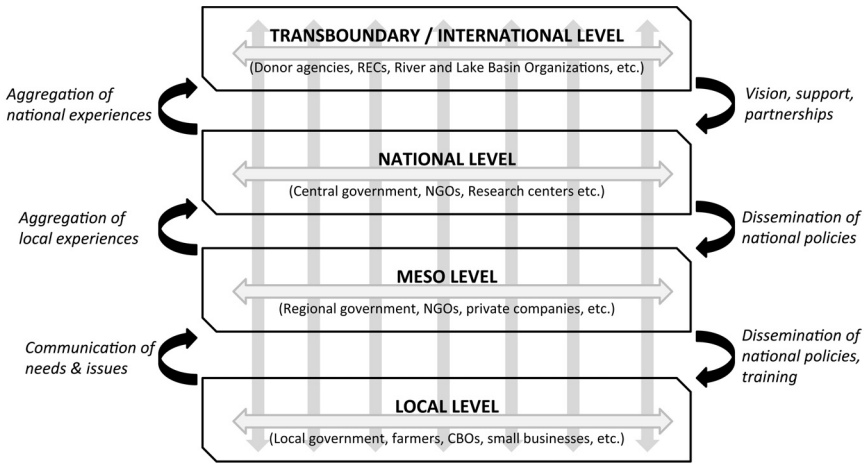 TRANSBOUNDARY / INTERNATIONAL LEVEL
(Donor agencies, RECs, River and Lake Basin Organizations, etc.)
Aggregation of
national experiences
Vision, support,
partnerships
NATIONAL LEVEL
(Central government, NGOs, Research centers etc.)
Aggregation of
local experiences
Dissemination of
national policies
MESO LEVEL
(Regional government, NGOs, private companies, etc.)
Communication of
needs & issues
Dissemination of
national policies,
training
LOCAL LEVEL
(Local government, farmers, CBOs, small businesses, etc.)